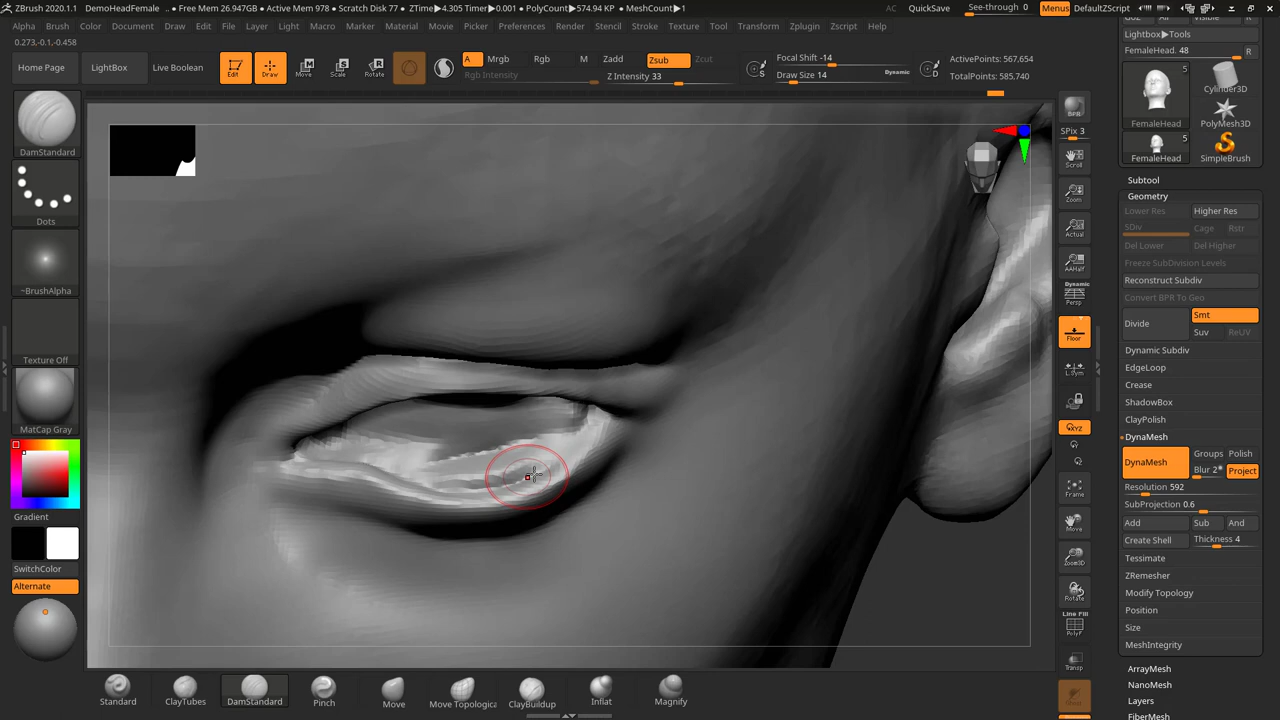 ZBrush 2020.1.1 DemoHeadFemale . ● Free Mem 26.947GB ● Active Mem 978 ● Scratch Disk 77 ● ZTime▶4.305 Timer▶0.001 ● PolyCount▶574.94 KP ● MeshCount▶1 AC QuickSave See-through 0 Menus DefaultZScript
Alpha Brush Color Document Draw Edit File Layer Light Macro Marker Material Movie Picker Preferences Render Stencil Stroke Texture Tool Transform Zplugin Zscript Help
0.273,-0.1,-0.458
Home Page LightBox Live Boolean
Edit Draw Move Scale Rotate
A Mrgb Rgb M Zadd Zsub Zcut
Rgb Intensity Z Intensity 33
Focal Shift -14
Draw Size 14 Dynamic
S D
ActivePoints: 567,654
TotalPoints: 585,740
DamStandard
Dots
~BrushAlpha
Texture Off
MatCap Gray
Gradient
SwitchColor
Alternate
BPR
SPix 3
Scroll
Zoom
Actual
AAHalf
Dynamic
Persp
Floor
L.Sym
XYZ
Y
Z
Frame
Move
Zoom3D
Rotate
Line Fill
PolyF
Transp
GoZ All Visible R
Lightbox▶Tools
FemaleHead. 48 R
5
FemaleHead
Cylinder3D
PolyMesh3D
5
FemaleHead
SimpleBrush
Subtool
Geometry
Lower Res Higher Res
SDiv Cage Rstr
Del Lower Del Higher
Freeze SubDivision Levels
Reconstruct Subdiv
Convert BPR To Geo
Divide Smt
Suv ReUV
Dynamic Subdiv
EdgeLoop
Crease
ShadowBox
ClayPolish
DynaMesh
DynaMesh Groups Polish
Blur 2 Project
Resolution 592
SubProjection 0.6
Add Sub And
Create Shell Thickness 4
Tessimate
ZRemesher
Modify Topology
Position
Size
MeshIntegrity
ArrayMesh
NanoMesh
Layers
FiberMesh
Standard ClayTubes DamStandard Pinch Move Move Topologica ClayBuildup Inflat Magnify